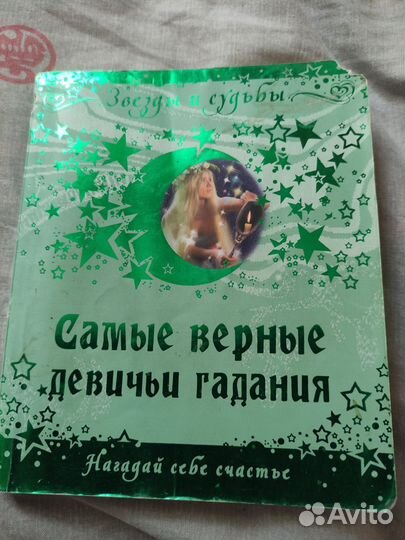 Звезды и судьбы
Самые верные
девичьи гадания
Нагадай себе счастье
Avito